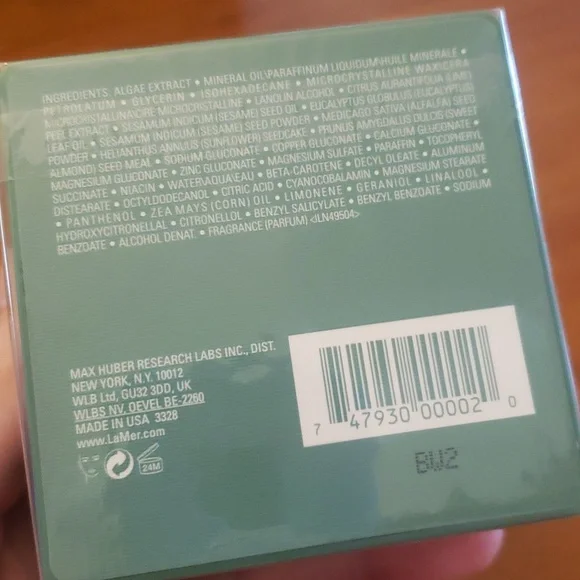 INGREDIENTS: ALGAE EXTRACT • MINERAL OIL\PARAFFINUM LIQUIDUM\HUILE MINERALE •
PETROLATUM • GLYCERIN • ISOHEXADECANE • MICROCRYSTALLINE WAX\CERA
MICROCRISTALLINA\CIRE MICROCRISTALLINE • LANOLIN ALCOHOL • CITRUS AURANTIFOLIA (LIME)
PEEL EXTRACT • SESAMUM INDICUM (SESAME) SEED OIL • EUCALYPTUS GLOBULUS (EUCALYPTUS)
LEAF OIL • SESAMUM INDICUM (SESAME) SEED POWDER • MEDICAGO SATIVA (ALFALFA) SEED
POWDER • HELIANTHUS ANNUUS (SUNFLOWER) SEEDCAKE • PRUNUS AMYGDALUS DULCIS (SWEET
ALMOND) SEED MEAL • SODIUM GLUCONATE • COPPER GLUCONATE • CALCIUM GLUCONATE •
MAGNESIUM GLUCONATE • ZINC GLUCONATE • MAGNESIUM SULFATE • PARAFFIN • TOCOPHERYL
SUCCINATE • NIACIN • WATER\AQUA\EAU • BETA-CAROTENE • DECYL OLEATE • ALUMINUM
DISTEARATE • OCTYLDODECANOL • CITRIC ACID • CYANOCOBALAMIN • MAGNESIUM STEARATE
• PANTHENOL • ZEA MAYS (CORN) OIL • LIMONENE • GERANIOL • LINALOOL •
HYDROXYCITRONELLAL • CITRONELLOL • BENZYL SALICYLATE • BENZYL BENZOATE • SODIUM
BENZOATE • ALCOHOL DENAT. • FRAGRANCE (PARFUM) <ILN49504>
MAX HUBER RESEARCH LABS INC., DIST.
NEW YORK, N.Y. 10012
WLB Ltd, GU32 3DD, UK
WLBS NV, OEVEL BE-2260
MADE IN USA 3328
www.LaMer.com
24M
7 47930 00002 0
BW2